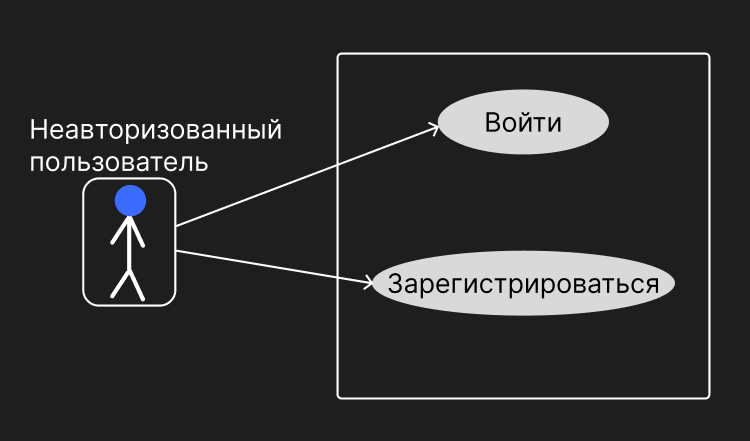 Неавторизованный
пользователь
Войти
Зарегистрироваться